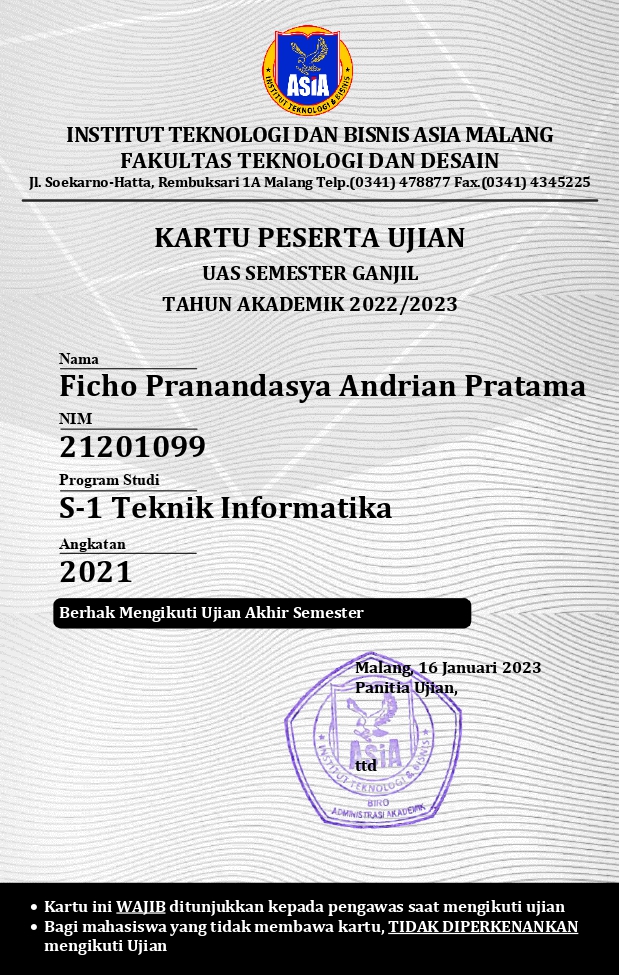 ASIA
INSTITUT TEKNOLOGI & BISNIS
INSTITUT TEKNOLOGI DAN BISNIS ASIA MALANG
FAKULTAS TEKNOLOGI DAN DESAIN
Jl. Soekarno-Hatta, Rembuksari 1A Malang Telp.(0341) 478877 Fax.(0341) 4345225
KARTU PESERTA UJIAN
UAS SEMESTER GANJIL
TAHUN AKADEMIK 2022/2023
Nama
Ficho Pranandasya Andrian Pratama
NIM
21201099
Program Studi
S-1 Teknik Informatika
Angkatan
2021
Berhak Mengikuti Ujian Akhir Semester
Malang, 16 Januari 2023
Panitia Ujian,
ASiA
ttd
INSTITUT TEKNOLOGI & BISNIS
BIRO
ADMINISTRASI AKADEMIK
• Kartu ini WAJIB ditunjukkan kepada pengawas saat mengikuti ujian
• Bagi mahasiswa yang tidak membawa kartu, TIDAK DIPERKENANKAN
mengikuti Ujian